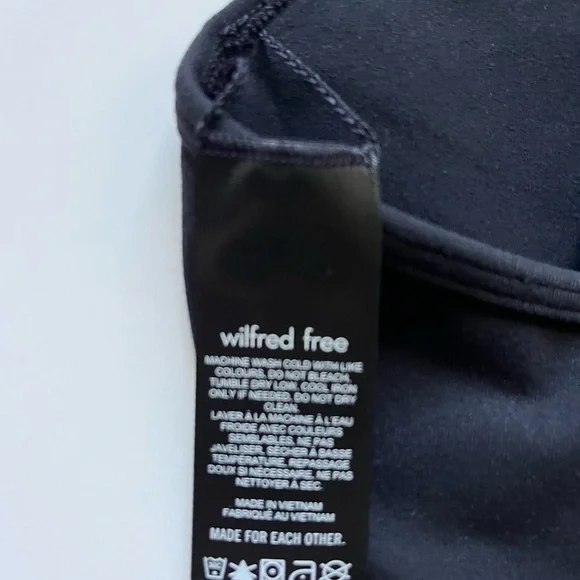 wilfred free
MACHINE WASH COLD WITH LIKE
COLOURS, DO NOT BLEACH,
TUMBLE DRY LOW, COOL IRON
ONLY IF NEEDED, DO NOT DRY
CLEAN.
LAVER À LA MACHINE À L'EAU
FROIDE AVEC COULEURS
SEMBLABLES, NE PAS
JAVELISER, SÉCHER À BASSE
TEMPÉRATURE, REPASSAGE
DOUX SI NÉCESSAIRE, NE PAS
NETTOYER À SEC.
MADE IN VIETNAM
FABRIQUÉ AU VIETNAM
MADE FOR EACH OTHER.